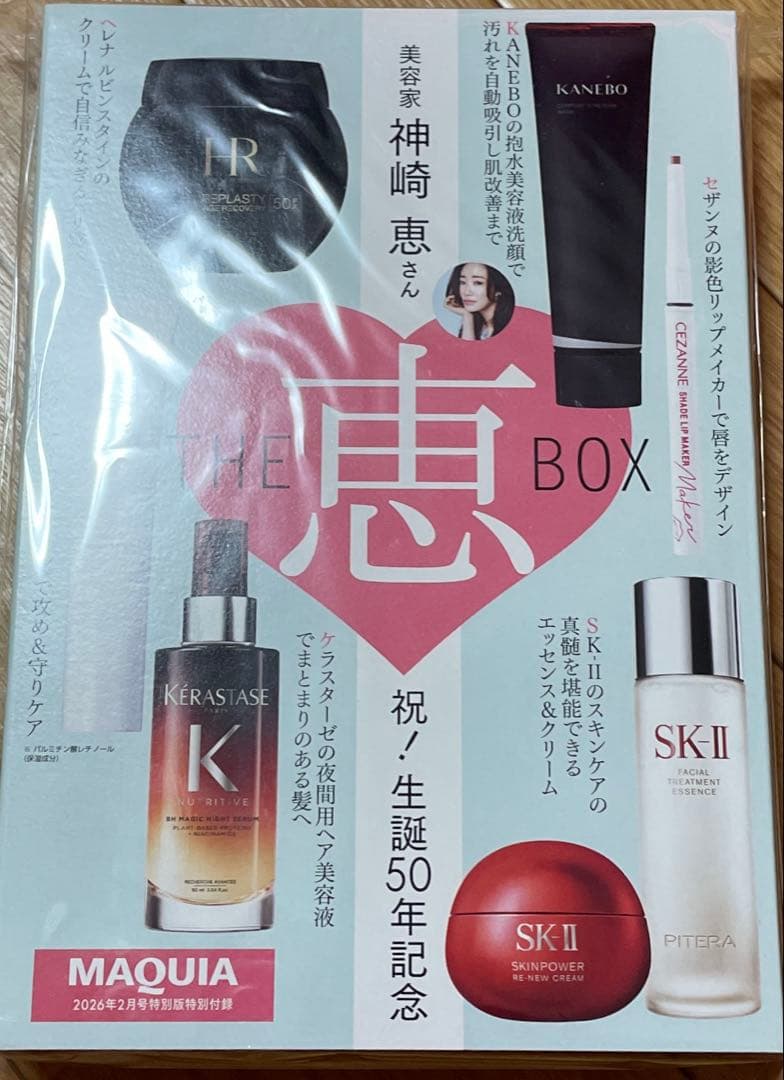 美容家 神崎 恵さん
KANEBOの抱水美容液洗顔で
汚れを自動吸引し肌改善まで
ヘレナ ルビンスタインの
クリームで自信みなぎ
セザンヌの影色リップメイカーで唇をデザイン
HR
REPLASTY
AGE RECOVERY
50
KANEBO
CEZANNE SHADE LIP MAKER
Maker
THE 恵 BOX
で攻め&守りケア
※ パルミチン酸レチノール
(保湿成分)
祝!生誕50年記念
SK-IIのスキンケアの
真髄を堪能できる
エッセンス&クリーム
ケラスターゼの夜間用ヘア美容液
でまとまりのある髪へ
KÉRASTASE
PARIS
K
NUTRITIVE
8H MAGIC NIGHT SERUM
PLANT-BASED PROTEINS
+ NIACINAMIDE
RECHERCHE AVANCÉE
SK-II
FACIAL
TREATMENT
ESSENCE
PITERA
SK-II
SKINPOWER
RE-NEW CREAM
MAQUIA
2026年2月号特別版特別付録